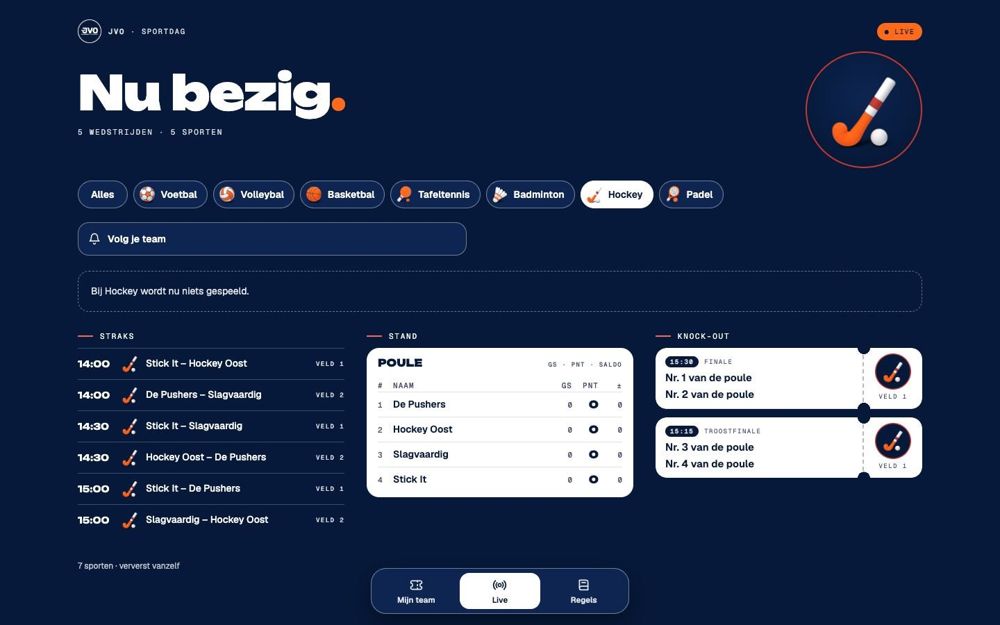 JVO JVO · SPORTDAG
LIVE
Nu bezig.
5 WEDSTRIJDEN · 5 SPORTEN
Alles Voetbal Volleybal Basketbal Tafeltennis Badminton Hockey Padel
Volg je team
Bij Hockey wordt nu niets gespeeld.
STRAKS
14:00 Stick It – Hockey Oost VELD 1
14:00 De Pushers – Slagvaardig VELD 2
14:30 Stick It – Slagvaardig VELD 1
14:30 Hockey Oost – De Pushers VELD 2
15:00 Stick It – De Pushers VELD 1
15:00 Slagvaardig – Hockey Oost VELD 2
STAND
POULE GS · PNT · SALDO
# NAAM GS PNT ±
1 De Pushers 0 0 0
2 Hockey Oost 0 0 0
3 Slagvaardig 0 0 0
4 Stick It 0 0 0
KNOCK-OUT
15:30 FINALE
Nr. 1 van de poule
Nr. 2 van de poule
VELD 1
15:15 TROOSTFINALE
Nr. 3 van de poule
Nr. 4 van de poule
VELD 1
7 sporten · ververst vanzelf
Mijn team Live Regels